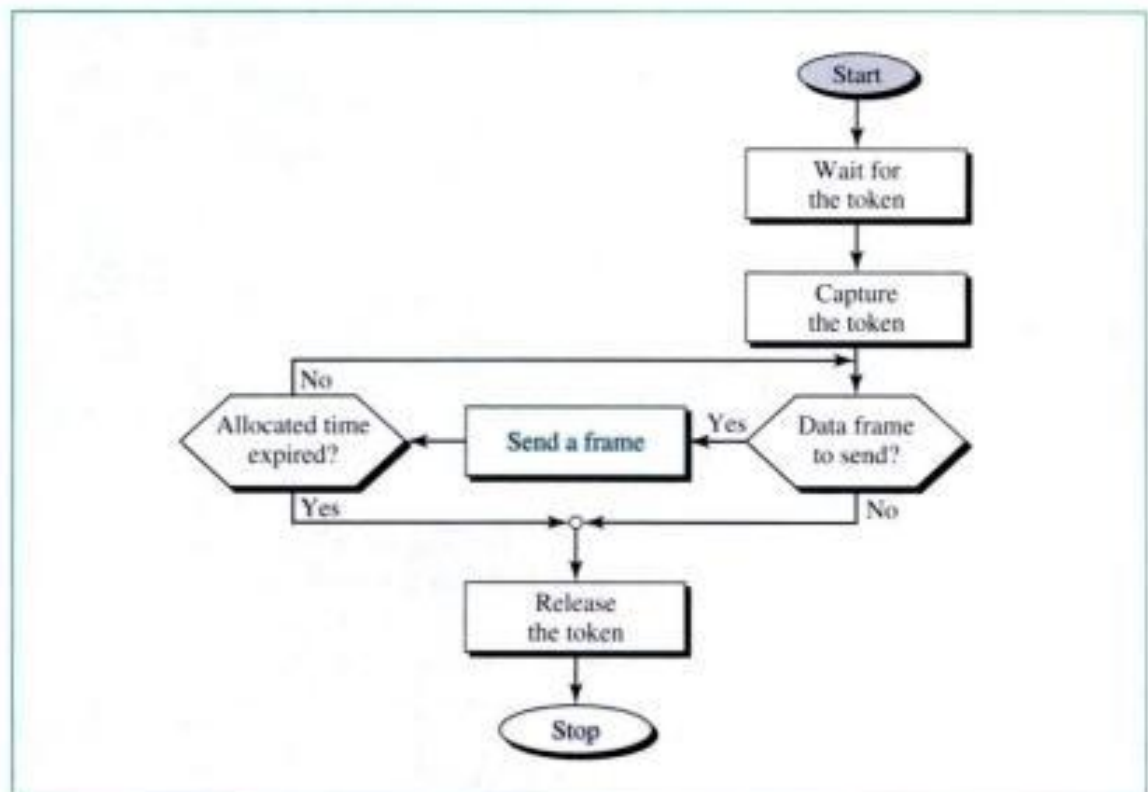 Start
Wait for
the token
Capture
the token
No
Allocated time
expired?
Send a frame
Yes
Data frame
to send?
Yes
No
Release
the token
Stop